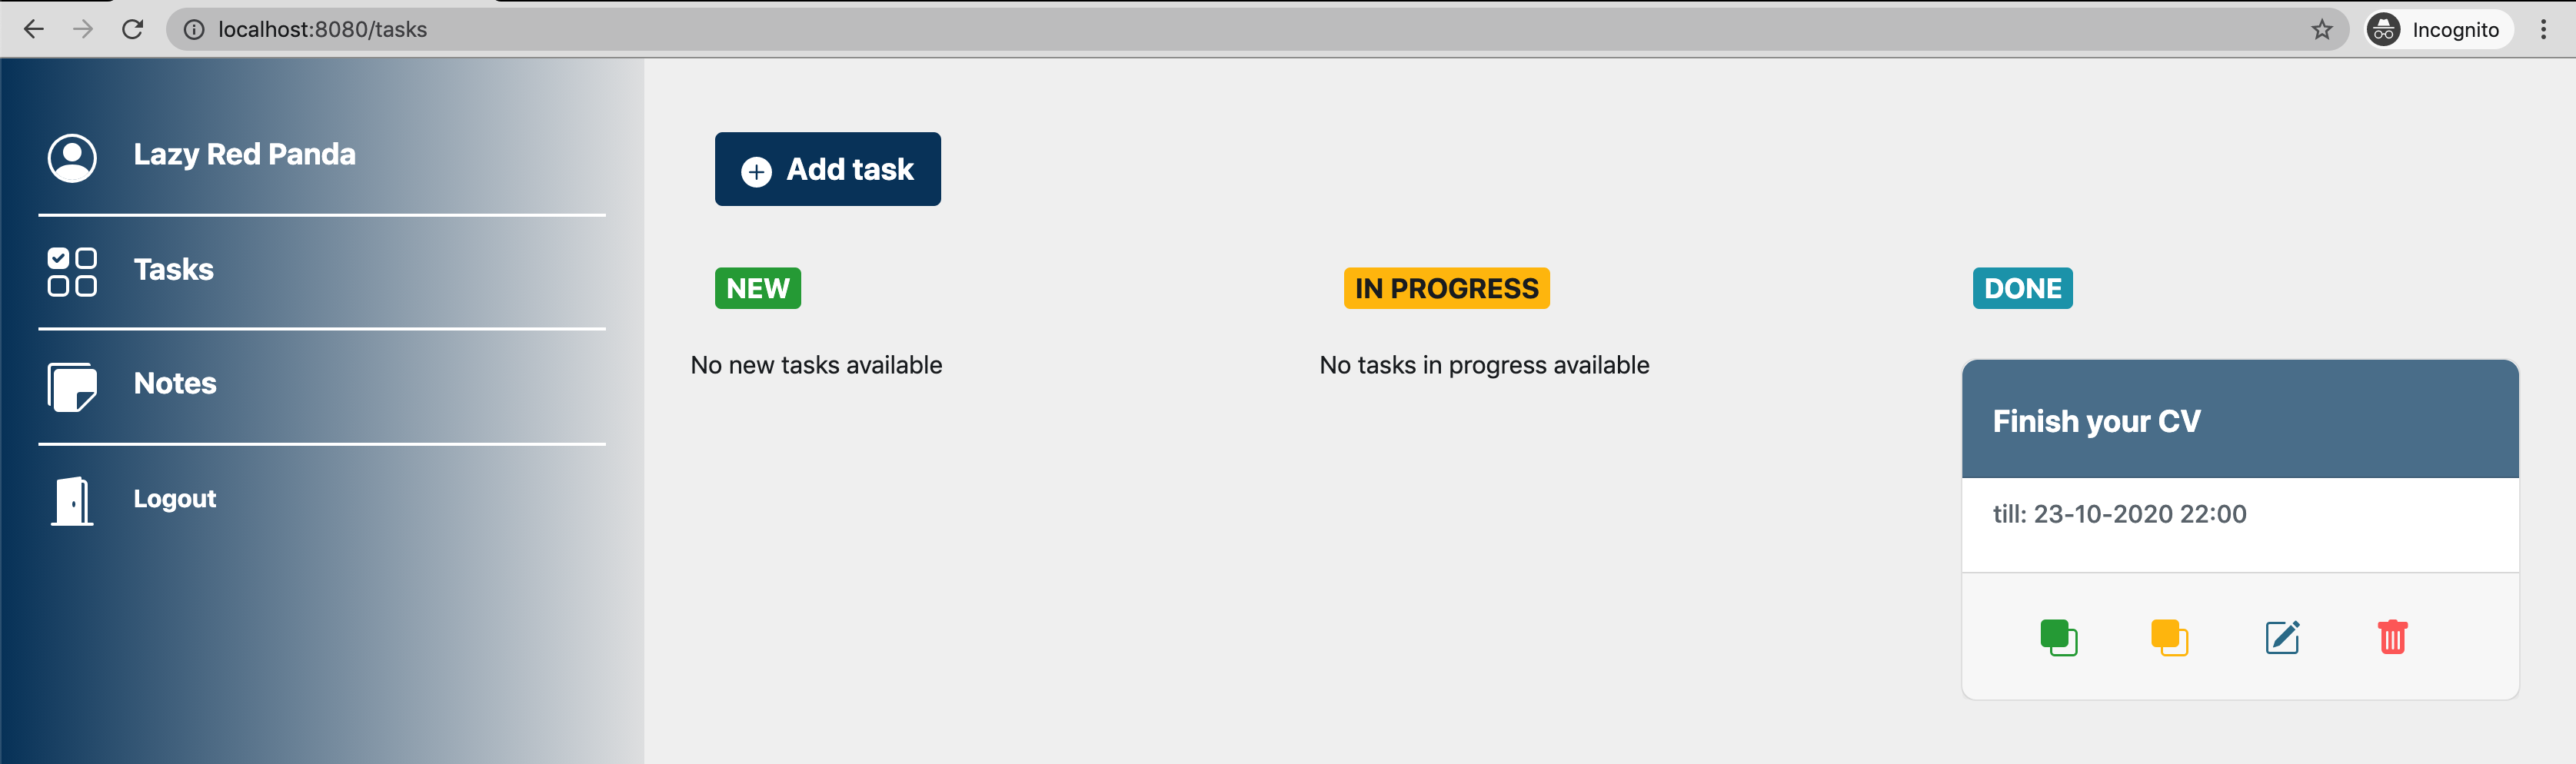 localhost:8080/tasks
Incognito
Lazy Red Panda
Tasks
Notes
Logout
Add task
NEW
No new tasks available
IN PROGRESS
No tasks in progress available
DONE
Finish your CV
till: 23-10-2020 22:00